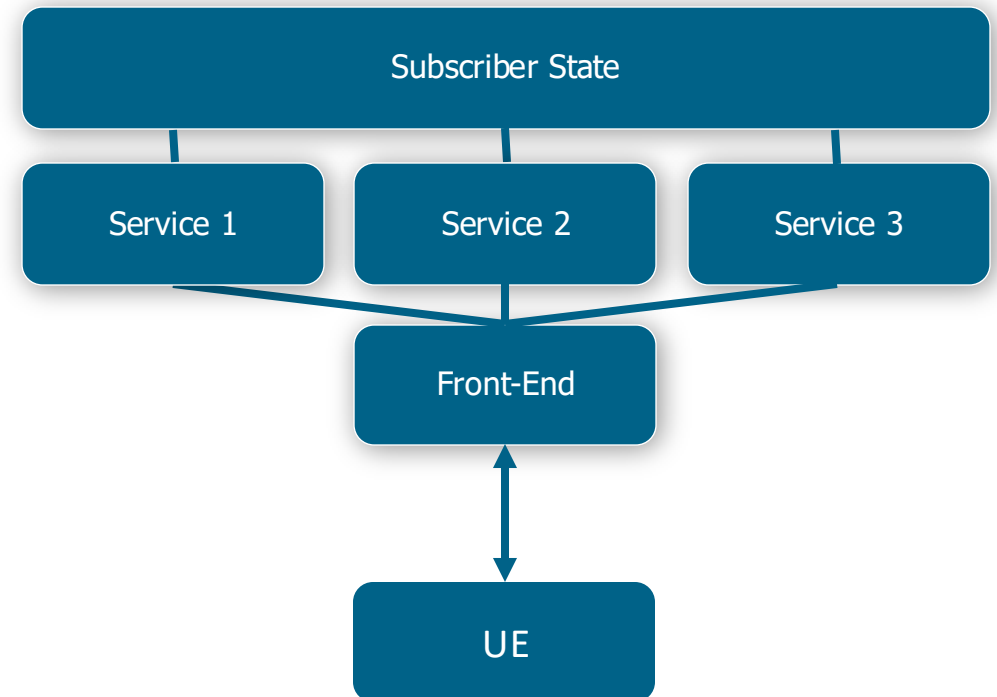 Subscriber State
Service 1
Service 2
Service 3
Front-End
UE